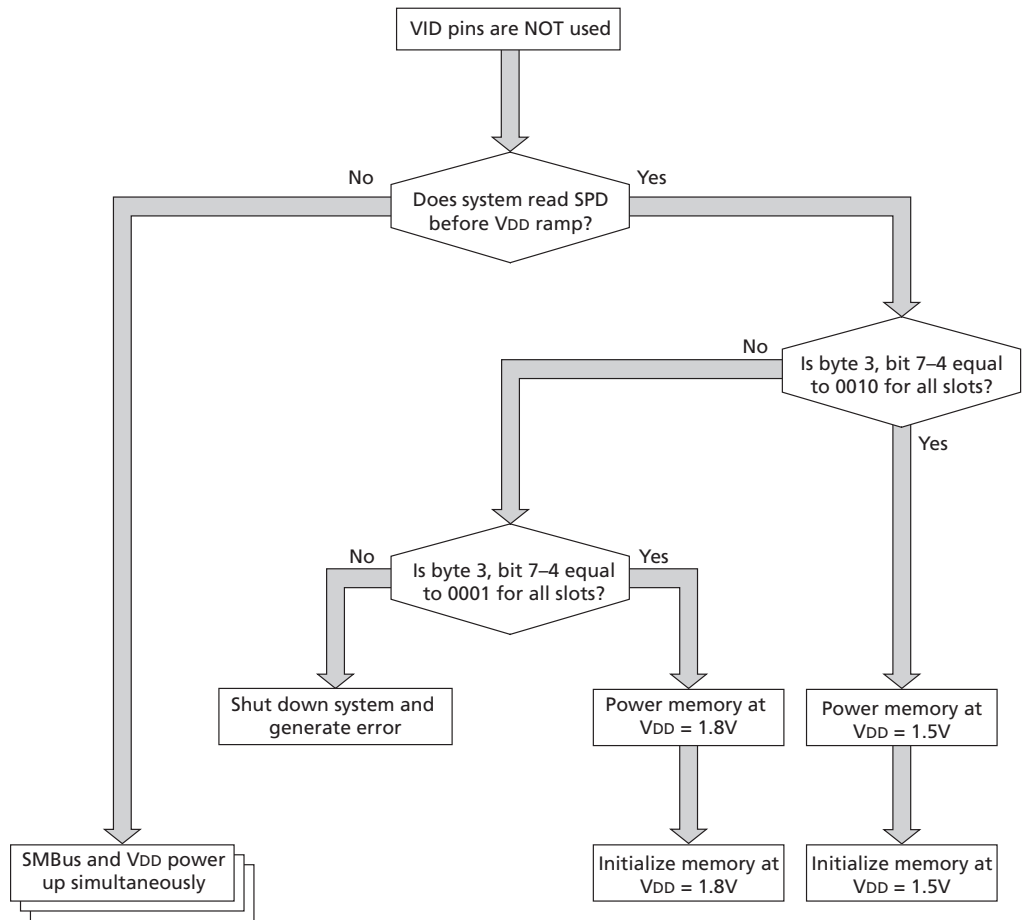 VID pins are NOT used
No
Yes
Does system read SPD
before VDD ramp?
No
Is byte 3, bit 7–4 equal
to 0010 for all slots?
Yes
No
Yes
Is byte 3, bit 7–4 equal
to 0001 for all slots?
Shut down system and
generate error
Power memory at
VDD = 1.8V
Power memory at
VDD = 1.5V
SMBus and VDD power
up simultaneously
Initialize memory at
VDD = 1.8V
Initialize memory at
VDD = 1.5V